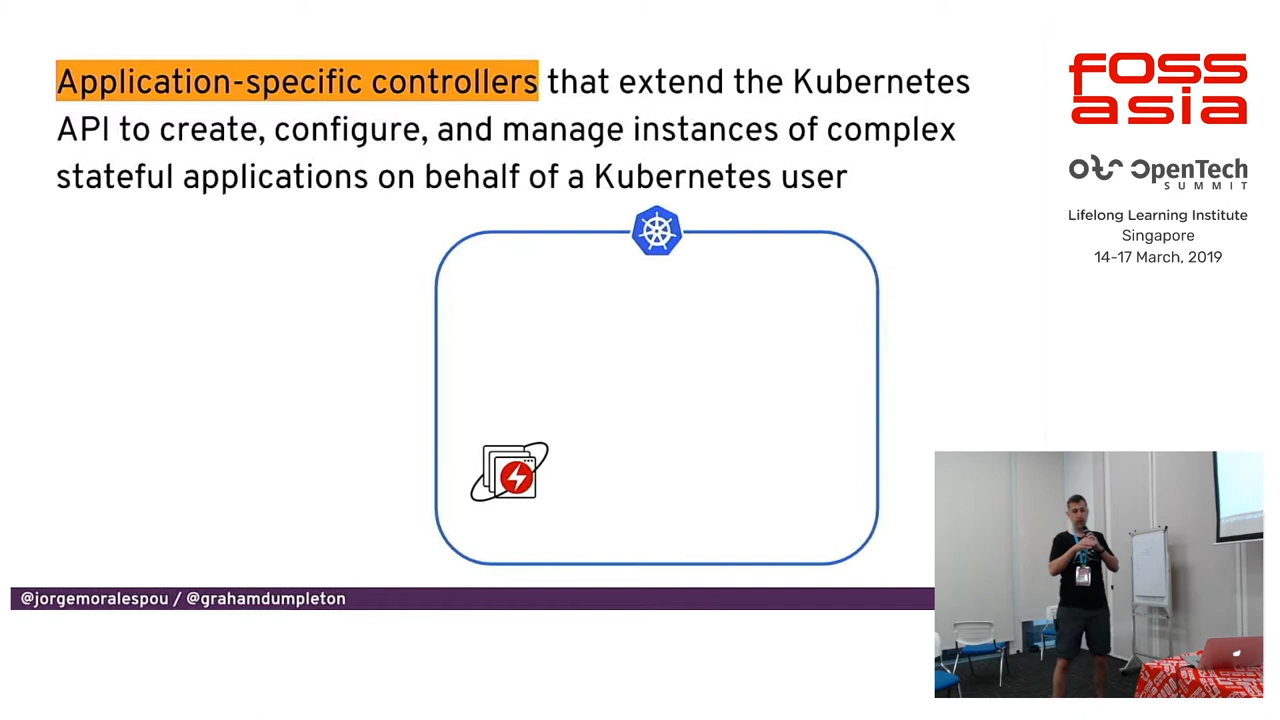 Application-specific controllers that extend the Kubernetes
API to create, configure, and manage instances of complex
stateful applications on behalf of a Kubernetes user
@jorgemoralespou / @grahamdumpleton
FOSS
asia
OpenTech
SUMMIT
Lifelong Learning Institute
Singapore
14-17 March, 2019